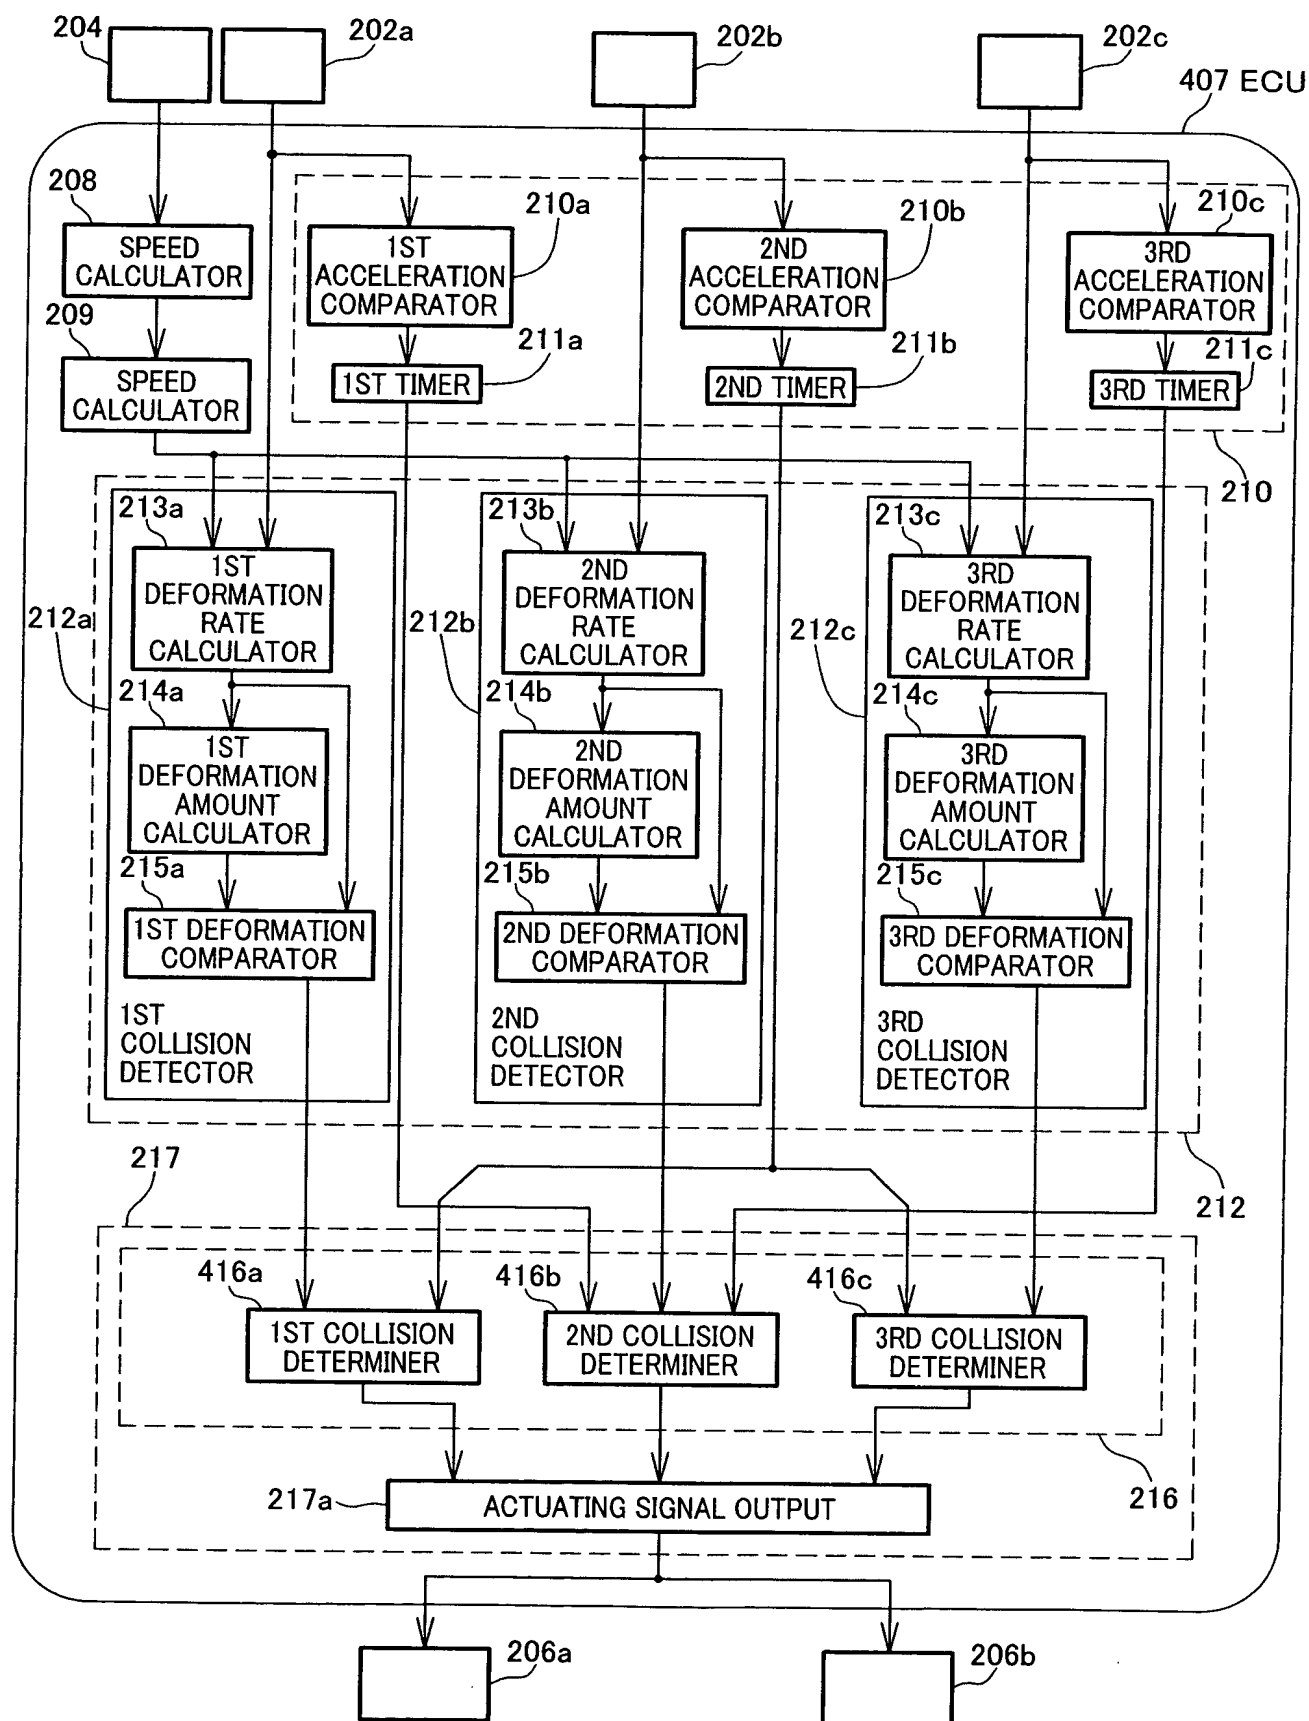 204
202a
202b
202c
407 ECU
208
SPEED
CALCULATOR
210a
1ST
ACCELERATION
COMPARATOR
210b
2ND
ACCELERATION
COMPARATOR
210c
3RD
ACCELERATION
COMPARATOR
209
SPEED
CALCULATOR
211a
1ST TIMER
211b
2ND TIMER
211c
3RD TIMER
210
213a
1ST
DEFORMATION
RATE
CALCULATOR
213b
2ND
DEFORMATION
RATE
CALCULATOR
213c
3RD
DEFORMATION
RATE
CALCULATOR
212a
212b
212c
214a
1ST
DEFORMATION
AMOUNT
CALCULATOR
214b
2ND
DEFORMATION
AMOUNT
CALCULATOR
214c
3RD
DEFORMATION
AMOUNT
CALCULATOR
215a
1ST DEFORMATION
COMPARATOR
215b
2ND DEFORMATION
COMPARATOR
215c
3RD DEFORMATION
COMPARATOR
1ST
COLLISION
DETECTOR
2ND
COLLISION
DETECTOR
3RD
COLLISION
DETECTOR
217
212
416a
1ST COLLISION
DETERMINER
416b
2ND COLLISION
DETERMINER
416c
3RD COLLISION
DETERMINER
216
217a
ACTUATING SIGNAL OUTPUT
206a
206b